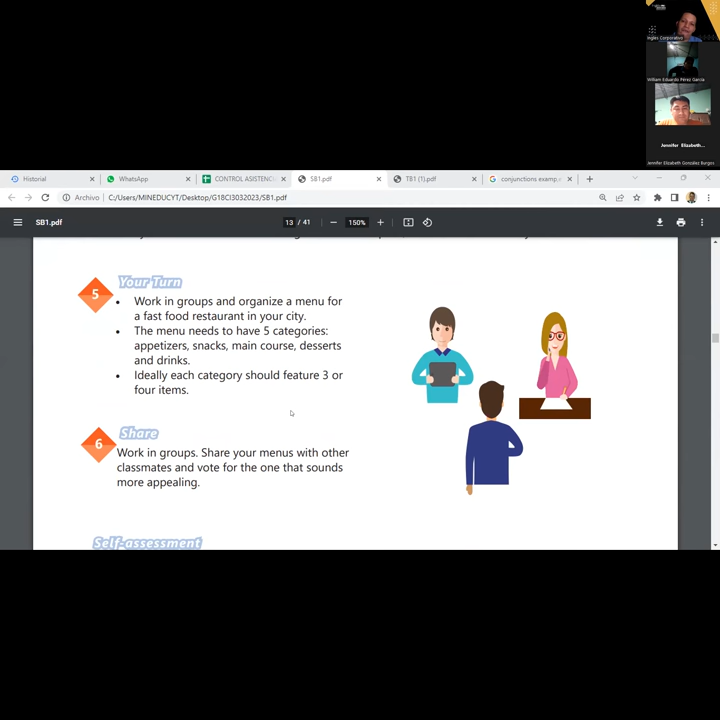 Ingles Corporativo
William Eduardo Pérez García
Jennifer Elizabeth...
Jennifer Elizabeth González Burgos
Historial
WhatsApp
CONTROL ASISTENCI
SB1.pdf
TB1 (1).pdf
conjunctions examp
Archivo
C:/Users/MINEDUCYT/Desktop/G18CI3032023/SB1.pdf
SB1.pdf
13 / 41
150%
5
Your Turn
• Work in groups and organize a menu for
a fast food restaurant in your city.
• The menu needs to have 5 categories:
appetizers, snacks, main course, desserts
and drinks.
• Ideally each category should feature 3 or
four items.
6
Share
Work in groups. Share your menus with other
classmates and vote for the one that sounds
more appealing.
Self-assessment